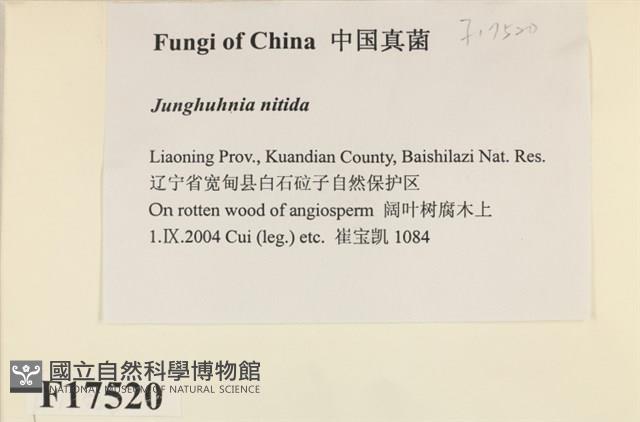 Fungi of China 中国真菌 F17520
Junghuhnia nitida
Liaoning Prov., Kuandian County, Baishilazi Nat. Res.
辽宁省宽甸县白石砬子自然保护区
On rotten wood of angiosperm 阔叶树腐木上
1.Ⅸ.2004 Cui (leg.) etc. 崔宝凯 1084
國立自然科學博物館
NATIONAL MUSEUM OF NATURAL SCIENCE
F17520